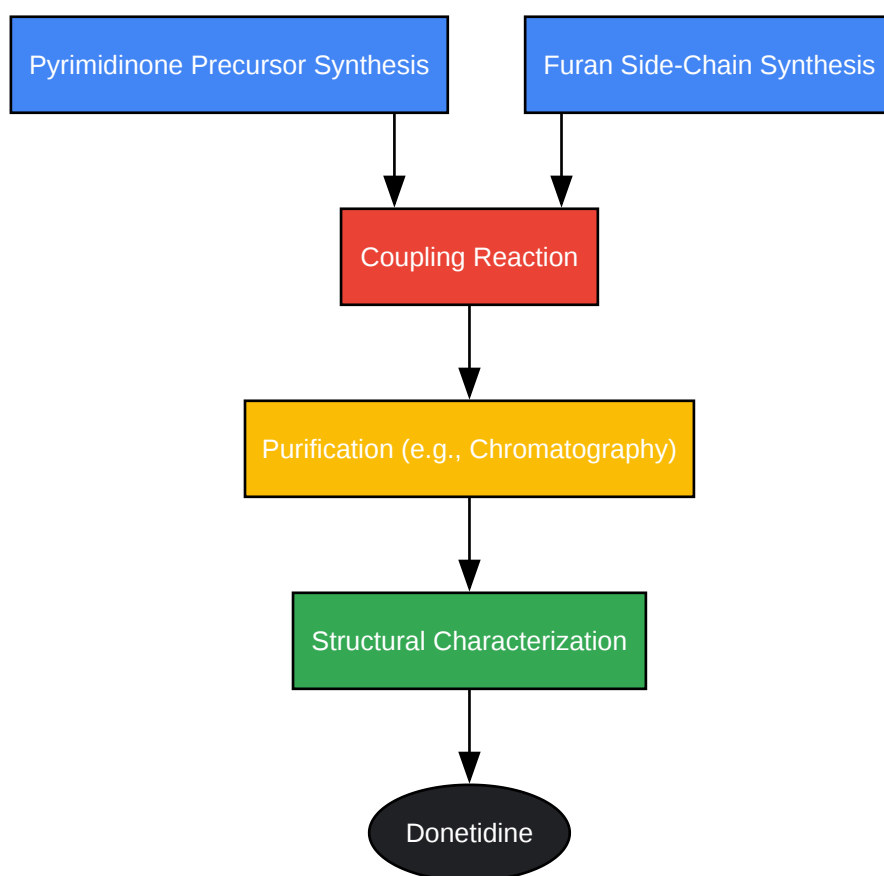 Pyrimidinone Precursor Synthesis
Furan Side-Chain Synthesis
Coupling Reaction
Purification (e.g., Chromatography)
Structural Characterization
Donetidine